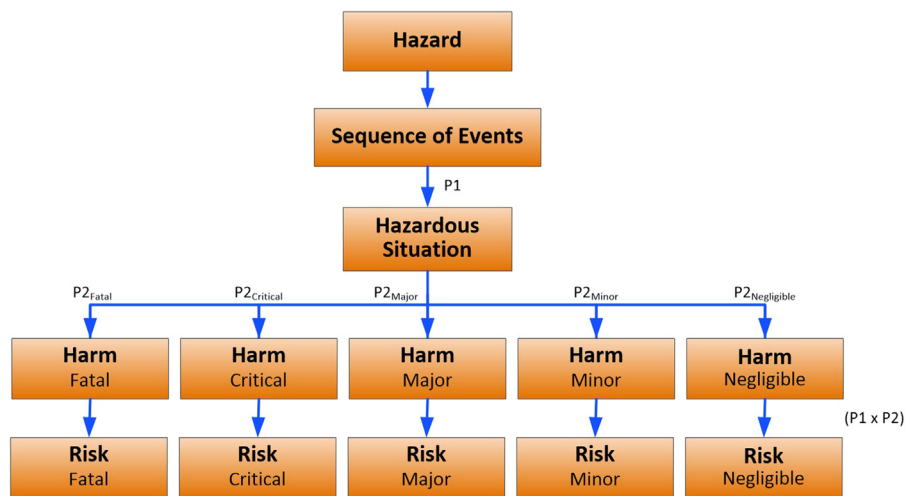 Hazard
Sequence of Events
P1
Hazardous
Situation
P2Fatal
P2Critical
P2Major
P2Minor
P2Negligible
Harm
Fatal
Harm
Critical
Harm
Major
Harm
Minor
Harm
Negligible
(P1 x P2)
Risk
Fatal
Risk
Critical
Risk
Major
Risk
Minor
Risk
Negligible